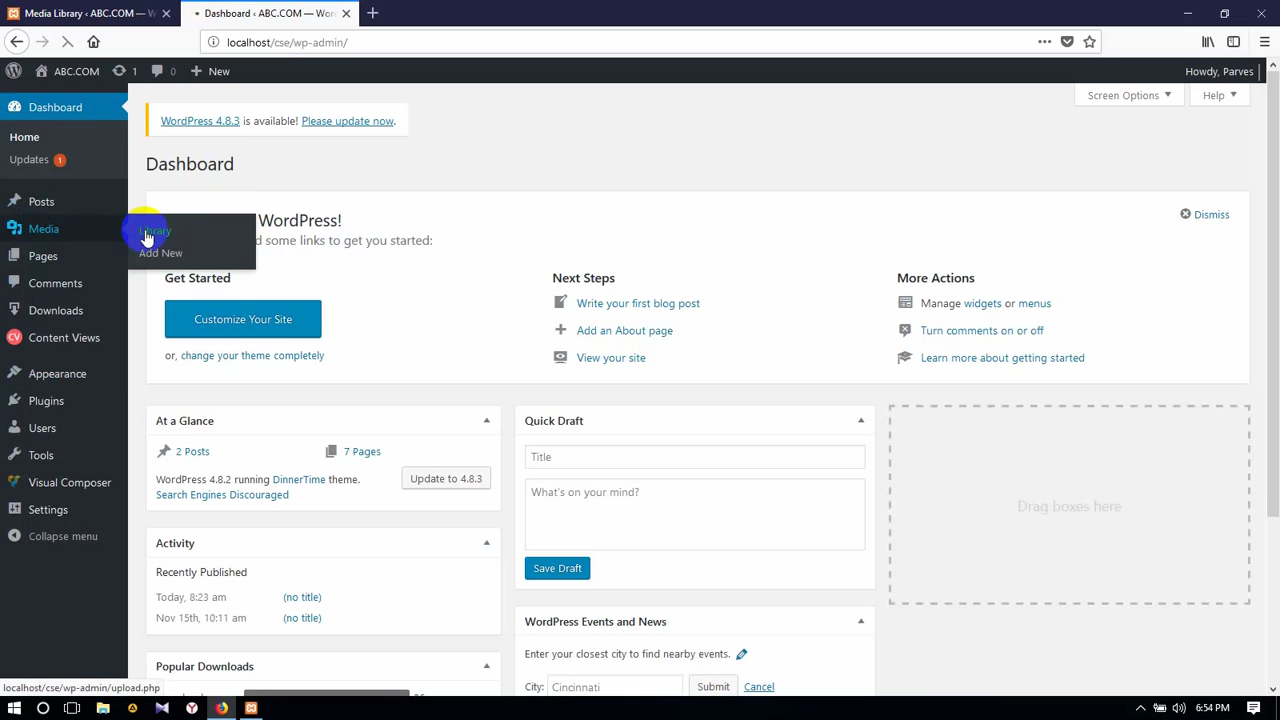 Media Library ‹ ABC.COM — W
Dashboard ‹ ABC.COM — Wor
localhost/cse/wp-admin/
ABC.COM
1
0
New
Howdy, Parves
Dashboard
Screen Options
Help
WordPress 4.8.3 is available! Please update now.
Home
Updates 1
Dashboard
Posts
WordPress!
Dismiss
Media
Library
d some links to get you started:
Add New
Pages
Get Started
Next Steps
More Actions
Comments
Customize Your Site
Write your first blog post
Manage widgets or menus
Downloads
Add an About page
Turn comments on or off
CV Content Views
or, change your theme completely
View your site
Learn more about getting started
Appearance
Plugins
At a Glance
Quick Draft
Users
2 Posts
7 Pages
Title
Tools
WordPress 4.8.2 running DinnerTime theme.
Update to 4.8.3
Visual Composer
Search Engines Discouraged
What's on your mind?
Settings
Drag boxes here
Collapse menu
Activity
Save Draft
Recently Published
Today, 8:23 am
(no title)
Nov 15th, 10:11 am
(no title)
WordPress Events and News
Enter your closest city to find nearby events.
Popular Downloads
City:
Cincinnati
Submit
Cancel
localhost/cse/wp-admin/upload.php
6:54 PM